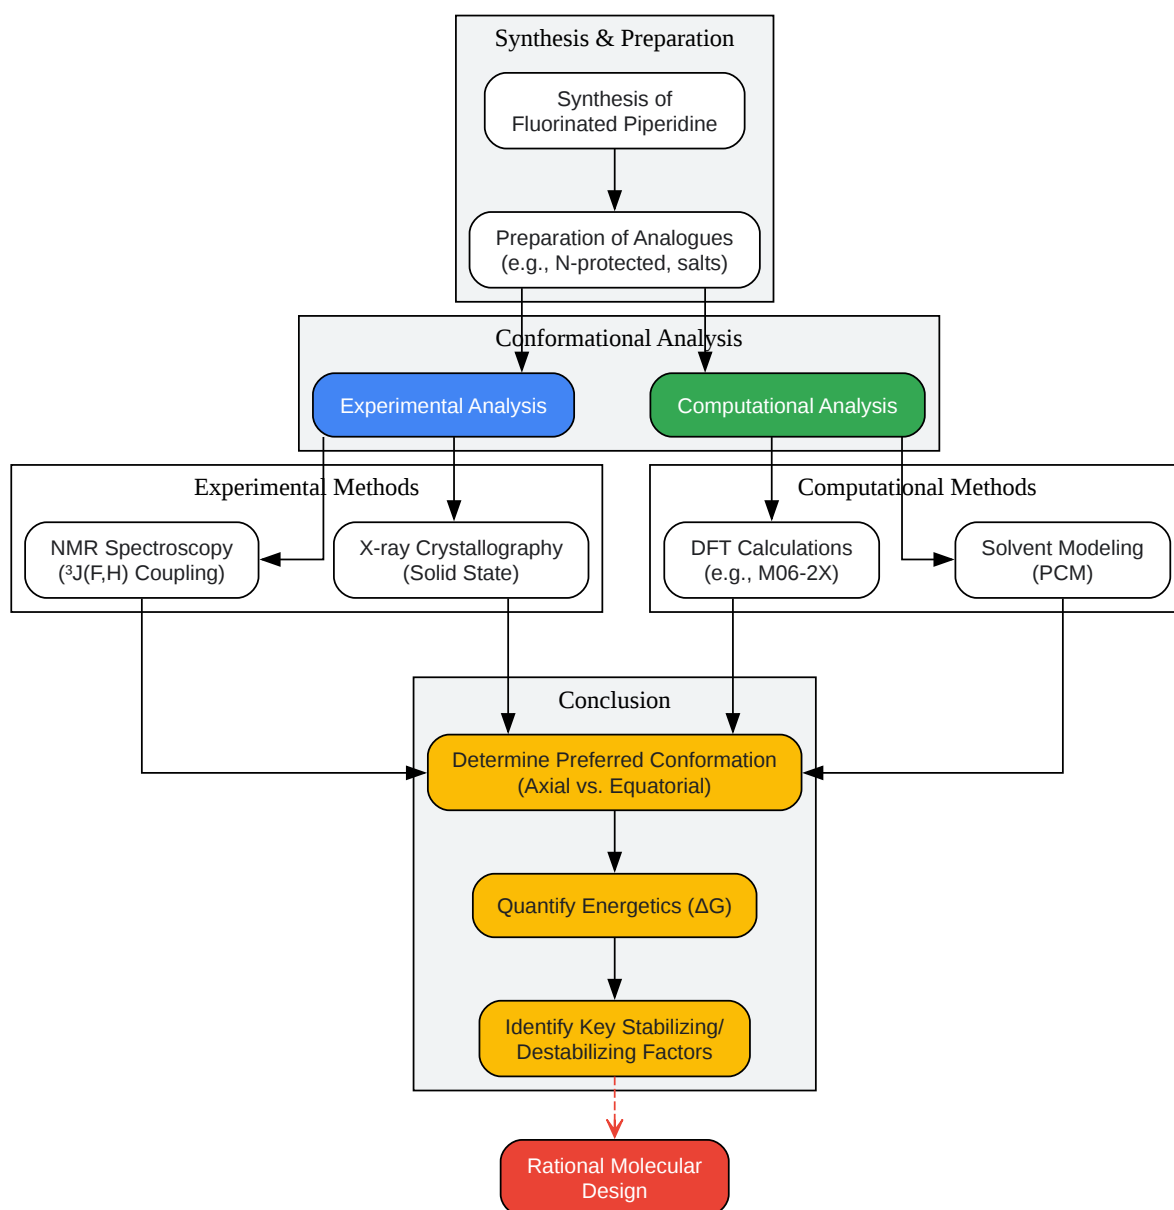 Synthesis & Preparation
Synthesis of
Fluorinated Piperidine
Preparation of Analogues
(e.g., N-protected, salts)
Conformational Analysis
Experimental Analysis
Computational Analysis
Experimental Methods
Computational Methods
NMR Spectroscopy
(³J(F,H) Coupling)
X-ray Crystallography
(Solid State)
DFT Calculations
(e.g., M06-2X)
Solvent Modeling
(PCM)
Conclusion
Determine Preferred Conformation
(Axial vs. Equatorial)
Quantify Energetics (ΔG)
Identify Key Stabilizing/
Destabilizing Factors
Rational Molecular
Design